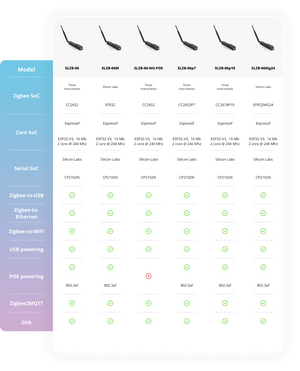 Model SLZB-06 SLZB-06M SLZB-06-NO-POE SLZB-06p7 SLZB-06p10 SLZB-06Mg24
Zigbee SoC
Texas Instruments Silicon Labs Texas Instruments Texas Instruments Texas Instruments Silicon Labs
CC2652 EFR32 CC2652 CC2652P7 CC2674P10 EFR32MG24
Core SoC
Espressif Espressif Espressif Espressif Espressif Espressif
ESP32-V3, 16 Mb ESP32-V3, 16 Mb ESP32-V3, 16 Mb ESP32-V3, 16 Mb ESP32-V3, 16 Mb ESP32-V3, 16 Mb
2 core @ 240 Mhz 2 core @ 240 Mhz 2 core @ 240 Mhz 2 core @ 240 Mhz 2 core @ 240 Mhz 2 core @ 240 Mhz
Serial SoC
Silicon Labs Silicon Labs Silicon Labs Silicon Labs Silicon Labs Silicon Labs
CP2102N CP2102N CP2102N CP2102N CP2102N CP2102N
Zigbee-to-USB
Zigbee-to-
Ethernet
Zigbee-to-WIFI
USB powering
POE powering
802.3af 802.3af 802.3af 802.3af 802.3af
Zigbee2MQTT
ZHA